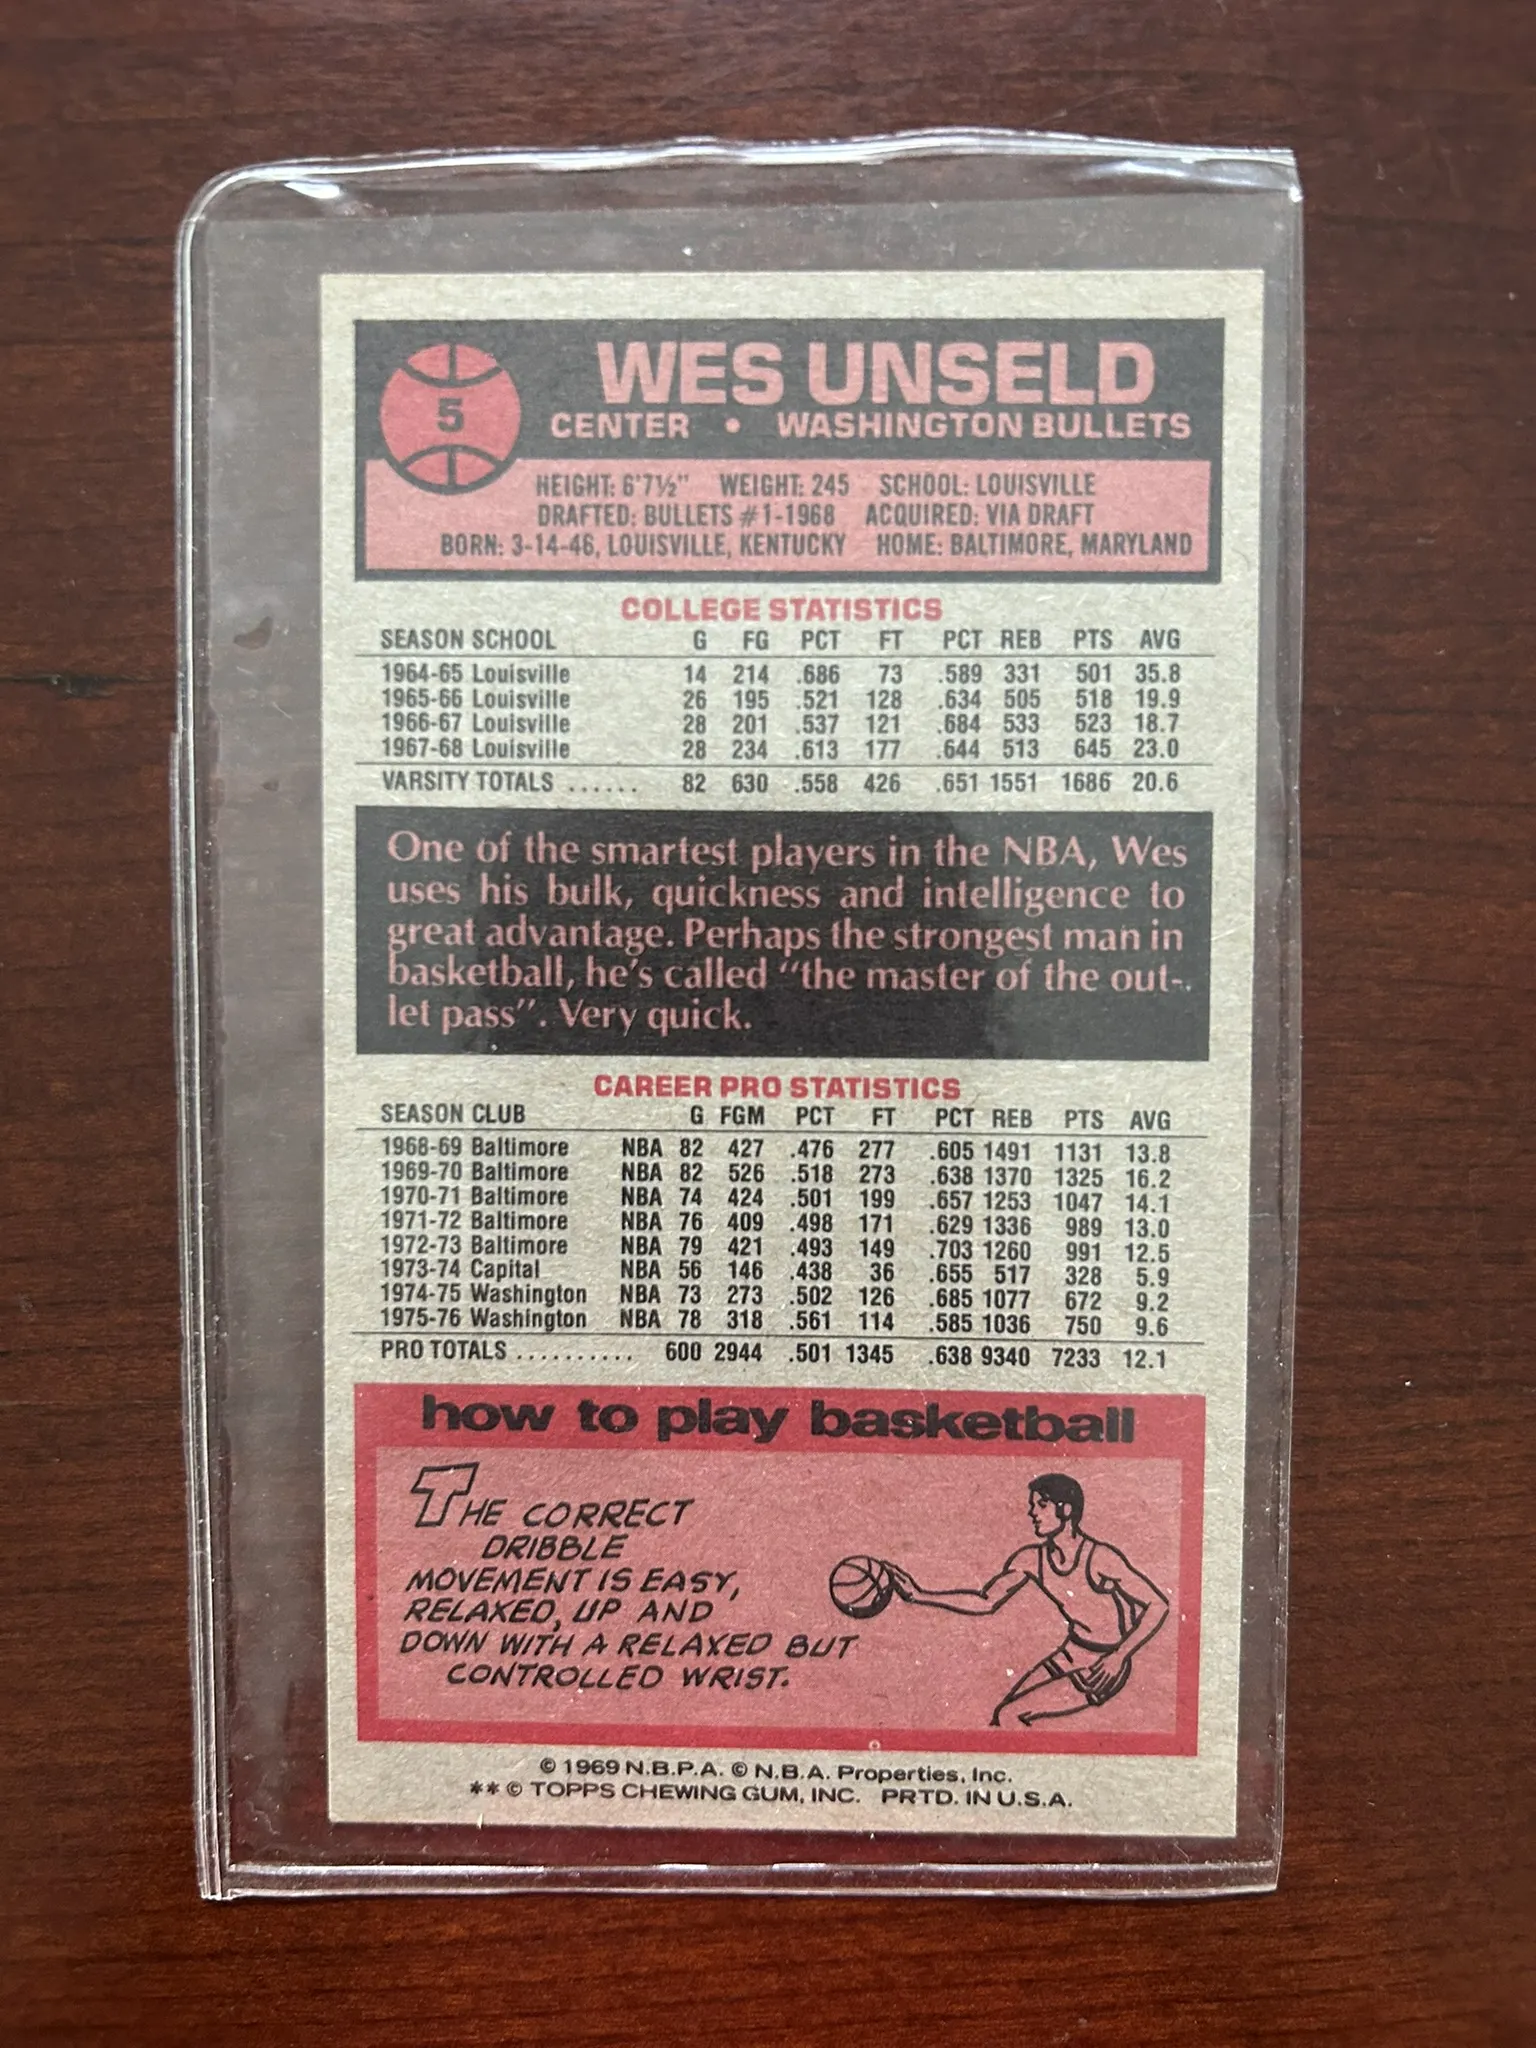 5
WES UNSELD
CENTER • WASHINGTON BULLETS
HEIGHT: 6'7½" WEIGHT: 245 SCHOOL: LOUISVILLE
DRAFTED: BULLETS #1-1968 ACQUIRED: VIA DRAFT
BORN: 3-14-46, LOUISVILLE, KENTUCKY HOME: BALTIMORE, MARYLAND
COLLEGE STATISTICS
SEASON SCHOOL G FG PCT FT PCT REB PTS AVG
1964-65 Louisville 14 214 .686 73 .589 331 501 35.8
1965-66 Louisville 26 195 .521 128 .634 505 518 19.9
1966-67 Louisville 28 201 .537 121 .684 533 523 18.7
1967-68 Louisville 28 234 .613 177 .644 513 645 23.0
VARSITY TOTALS ...... 82 630 .558 426 .651 1551 1686 20.6
One of the smartest players in the NBA, Wes
uses his bulk, quickness and intelligence to
great advantage. Perhaps the strongest man in
basketball, he's called "the master of the out-
let pass". Very quick.
CAREER PRO STATISTICS
SEASON CLUB G FGM PCT FT PCT REB PTS AVG
1968-69 Baltimore NBA 82 427 .476 277 .605 1491 1131 13.8
1969-70 Baltimore NBA 82 526 .518 273 .638 1370 1325 16.2
1970-71 Baltimore NBA 74 424 .501 199 .657 1253 1047 14.1
1971-72 Baltimore NBA 76 409 .498 171 .629 1336 989 13.0
1972-73 Baltimore NBA 79 421 .493 149 .703 1260 991 12.5
1973-74 Capital NBA 56 146 .438 36 .655 517 328 5.9
1974-75 Washington NBA 73 273 .502 126 .685 1077 672 9.2
1975-76 Washington NBA 78 318 .561 114 .585 1036 750 9.6
PRO TOTALS .......... 600 2944 .501 1345 .638 9340 7233 12.1
how to play basketball
THE CORRECT
DRIBBLE
MOVEMENT IS EASY,
RELAXED, UP AND
DOWN WITH A RELAXED BUT
CONTROLLED WRIST.
© 1969 N.B.P.A. © N.B.A. Properties, Inc.
** © TOPPS CHEWING GUM, INC. PRTD. IN U.S.A.